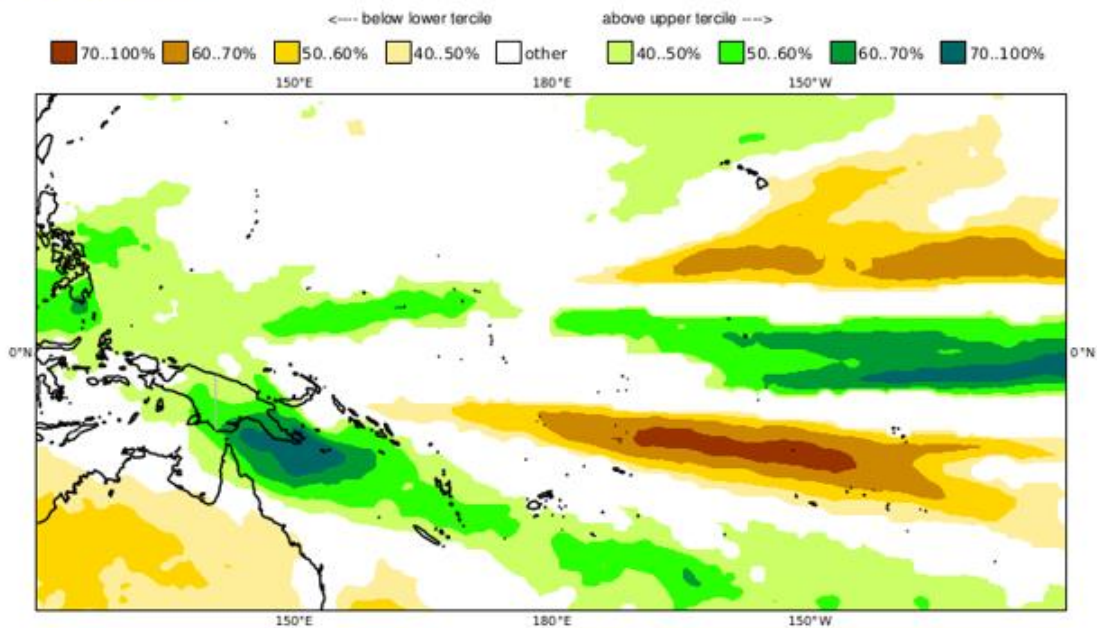 <---- below lower tercile above upper tercile ---->
70..100% 60..70% 50..60% 40..50% other 40..50% 50..60% 60..70% 70..100%
150°E 180°E 150°W
0°N 0°N
150°E 180°E 150°W